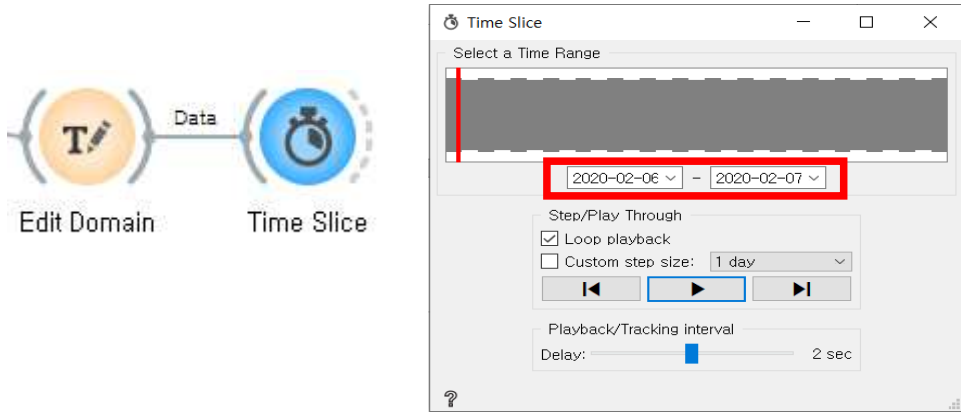 T
Data
Edit Domain
Time Slice
Time Slice
Select a Time Range
2020-02-06 - 2020-02-07
Step/Play Through
Loop playback
Custom step size: 1 day
Playback/Tracking interval
Delay: 2 sec
?